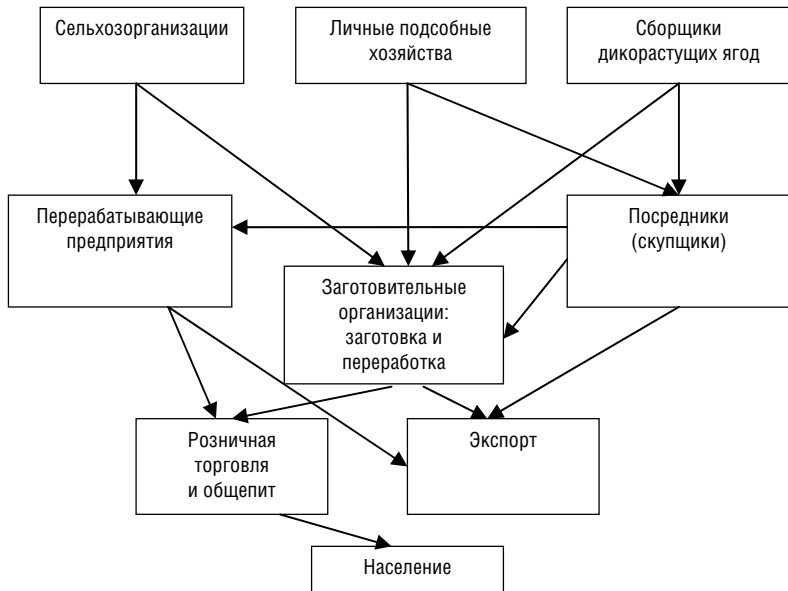 Сельхозорганизации
Личные подсобные
хозяйства
Сборщики
дикорастущих ягод
Перерабатывающие
предприятия
Посредники
(скупщики)
Заготовительные
организации:
заготовка и
переработка
Розничная
торговля
и общепит
Экспорт
Население